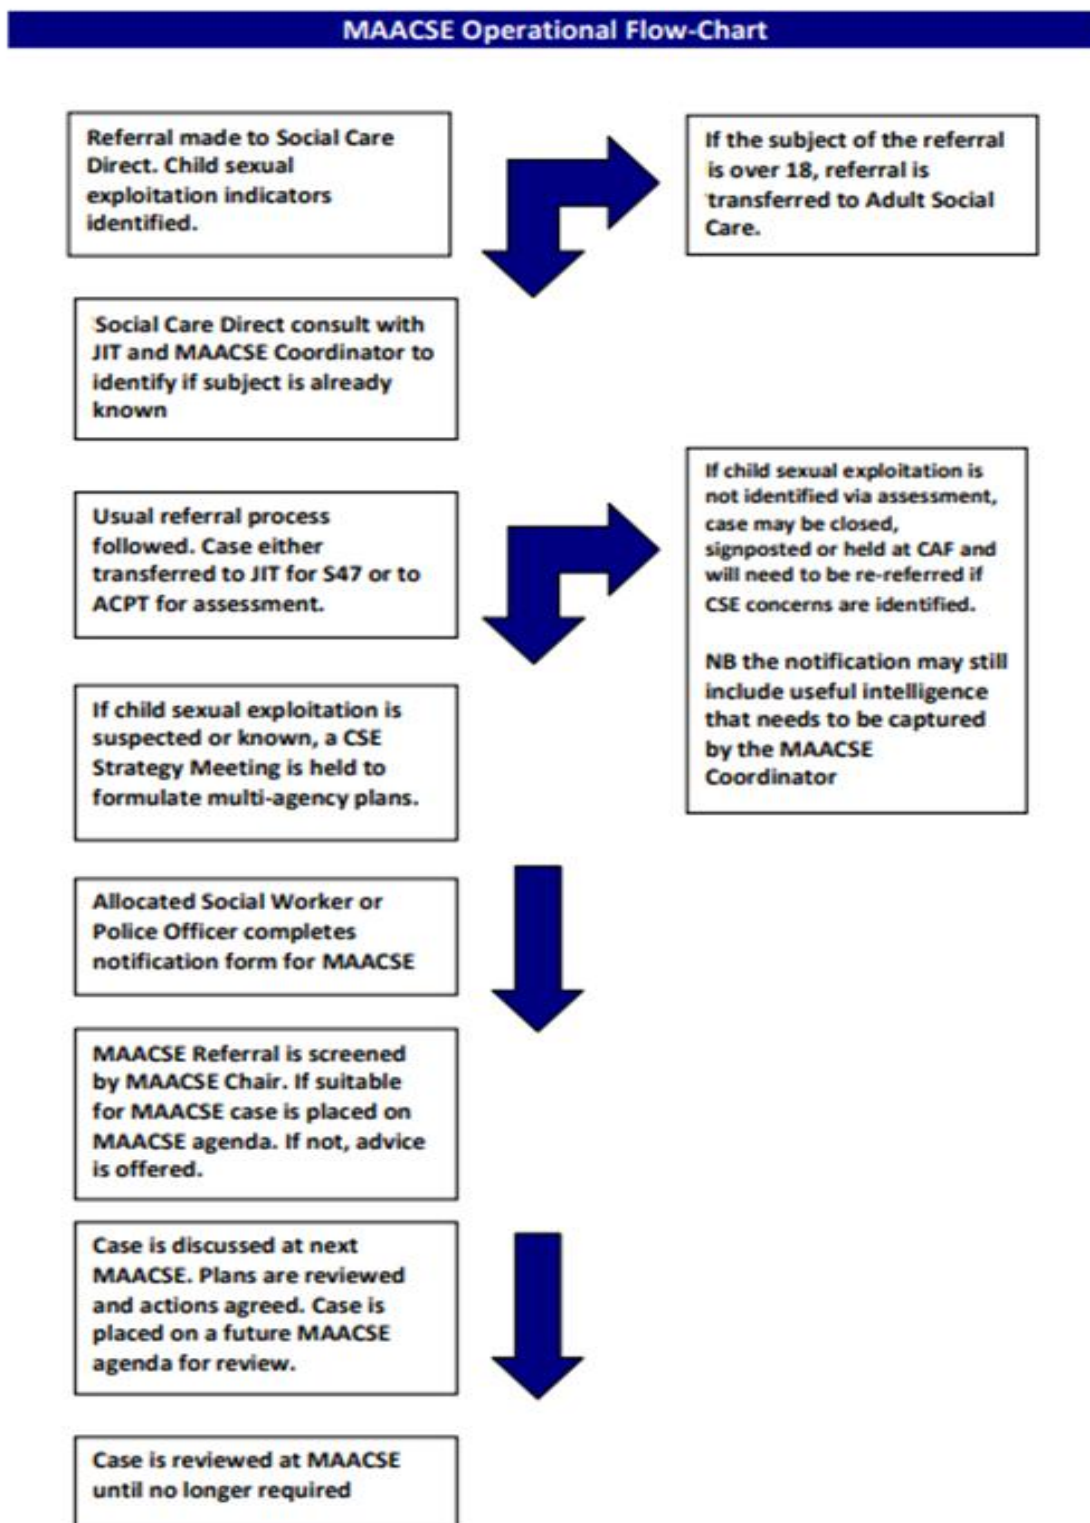 MAACSE Operational Flow-Chart
Referral made to Social Care
Direct. Child sexual
exploitation indicators
identified.
If the subject of the referral
is over 18, referral is
transferred to Adult Social
Care.
Social Care Direct consult with
JIT and MAACSE Coordinator to
identify if subject is already
known
Usual referral process
followed. Case either
transferred to JIT for S47 or to
ACPT for assessment.
If child sexual exploitation is
not identified via assessment,
case may be closed,
signposted or held at CAF and
will need to be re-referred if
CSE concerns are identified.
NB the notification may still
include useful intelligence
that needs to be captured
by the MAACSE
Coordinator
If child sexual exploitation is
suspected or known, a CSE
Strategy Meeting is held to
formulate multi-agency plans.
Allocated Social Worker or
Police Officer completes
notification form for MAACSE
MAACSE Referral is screened
by MAACSE Chair. If suitable
for MAACSE case is placed on
MAACSE agenda. If not, advice
is offered.
Case is discussed at next
MAACSE. Plans are reviewed
and actions agreed. Case is
placed on a future MAACSE
agenda for review.
Case is reviewed at MAACSE
until no longer required